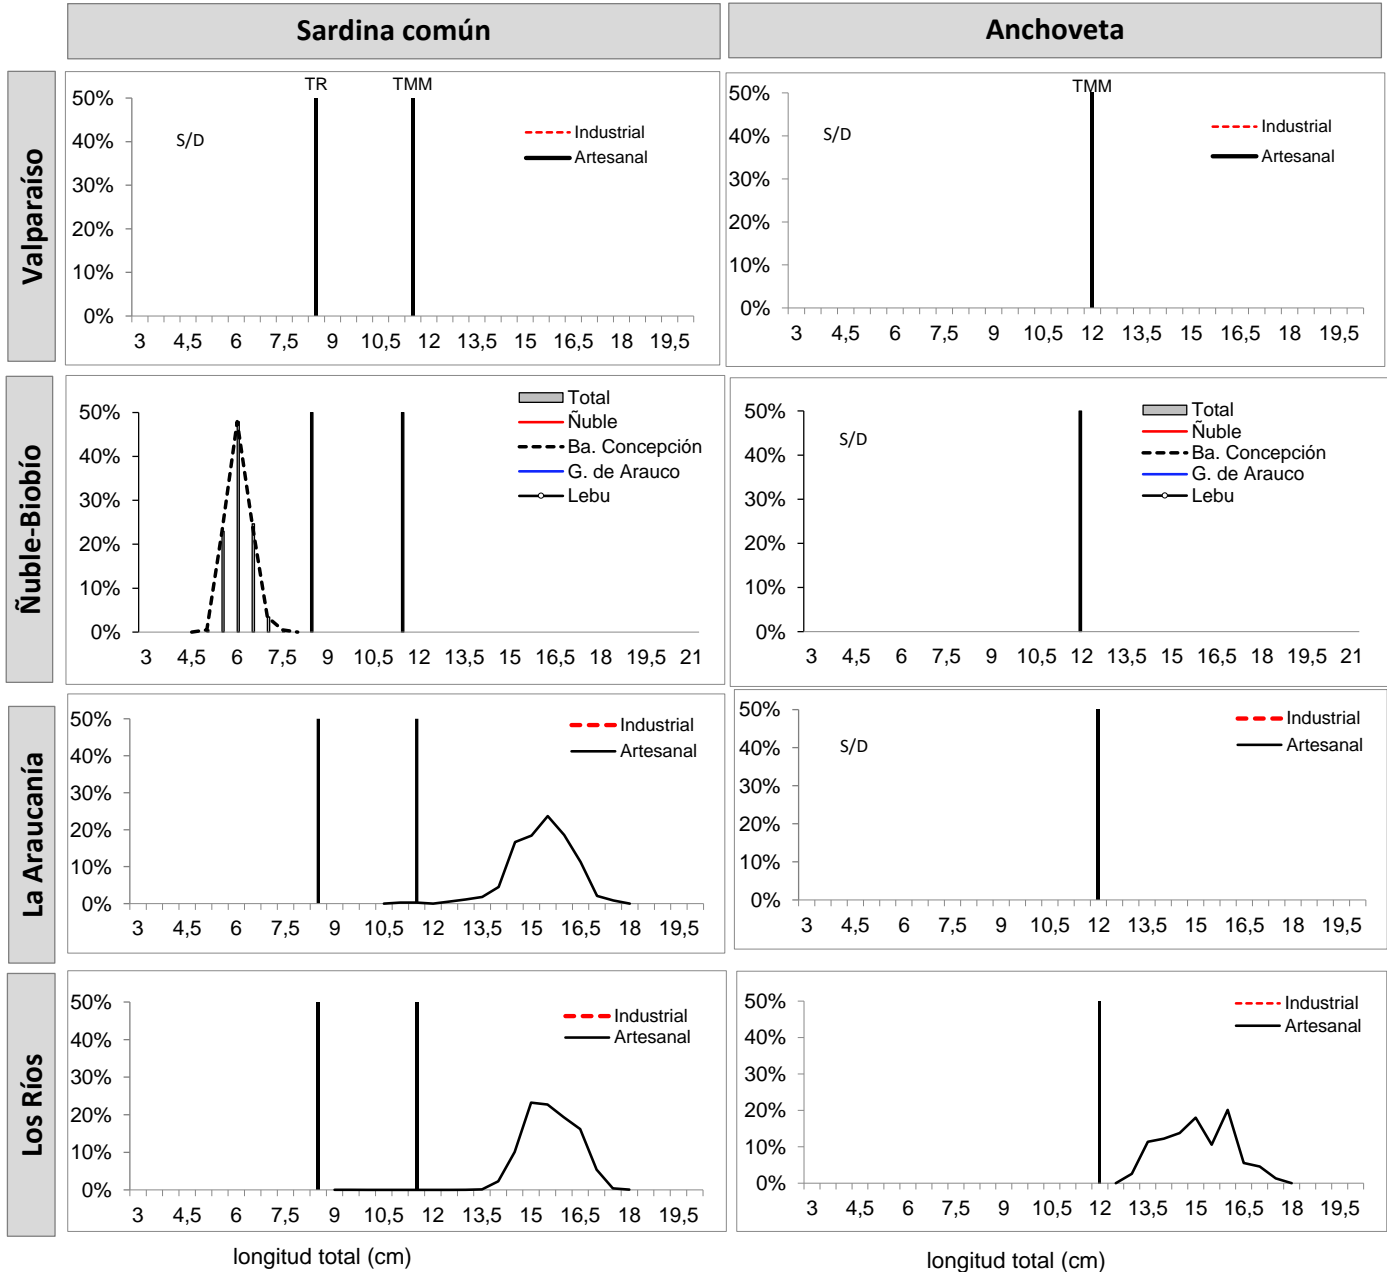 Sardina común
Anchoveta
Valparaíso
TR TMM
50%
40%
30%
20%
10%
0%
S/D
Industrial
Artesanal
3 4,5 6 7,5 9 10,5 12 13,5 15 16,5 18 19,5
TMM
50%
40%
30%
20%
10%
0%
S/D
Industrial
Artesanal
3 4,5 6 7,5 9 10,5 12 13,5 15 16,5 18 19,5
Ñuble-Biobío
50%
40%
30%
20%
10%
0%
Total
Ñuble
Ba. Concepción
G. de Arauco
Lebu
3 4,5 6 7,5 9 10,5 12 13,5 15 16,5 18 19,5 21
50%
40%
30%
20%
10%
0%
S/D
Total
Ñuble
Ba. Concepción
G. de Arauco
Lebu
3 4,5 6 7,5 9 10,5 12 13,5 15 16,5 18 19,5 21
La Araucanía
50%
40%
30%
20%
10%
0%
Industrial
Artesanal
3 4,5 6 7,5 9 10,5 12 13,5 15 16,5 18 19,5
50%
40%
30%
20%
10%
0%
S/D
Industrial
Artesanal
3 4,5 6 7,5 9 10,5 12 13,5 15 16,5 18 19,5
Los Ríos
50%
40%
30%
20%
10%
0%
Industrial
Artesanal
3 4,5 6 7,5 9 10,5 12 13,5 15 16,5 18 19,5
longitud total (cm)
50%
40%
30%
20%
10%
0%
Industrial
Artesanal
3 4,5 6 7,5 9 10,5 12 13,5 15 16,5 18 19,5
longitud total (cm)